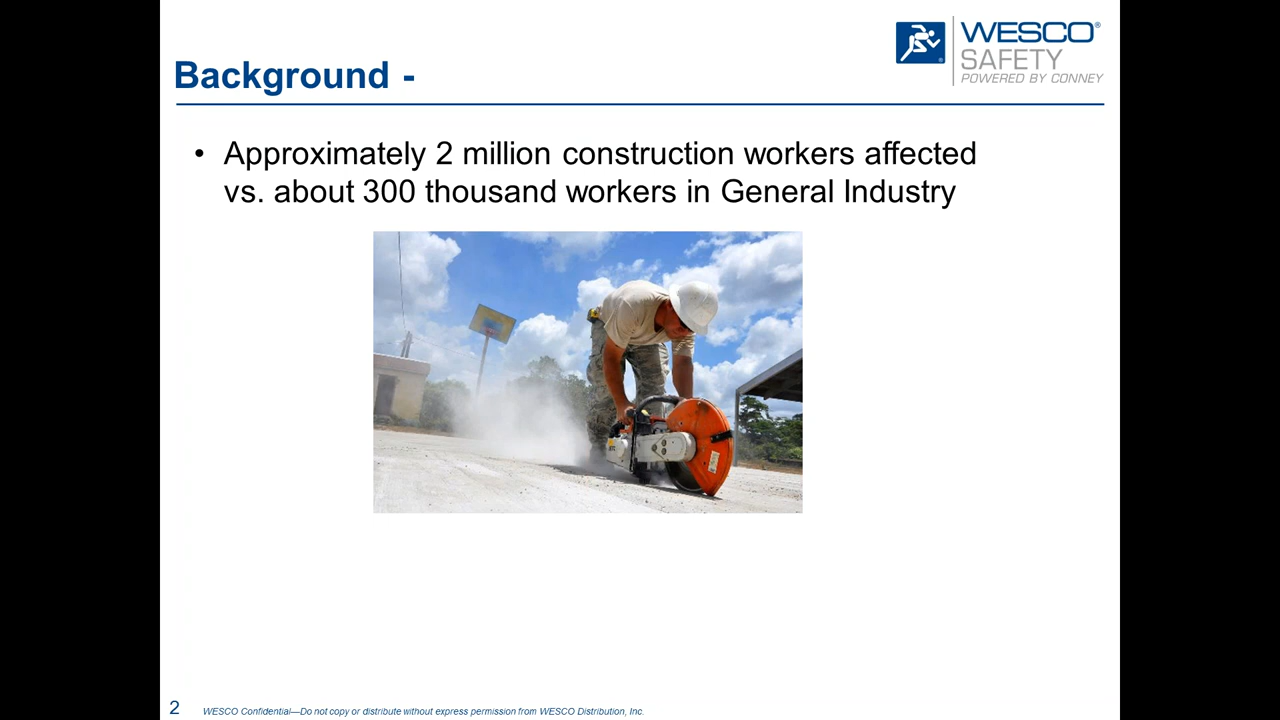 WESCO®
SAFETY
POWERED BY CONNEY
Background -
• Approximately 2 million construction workers affected
vs. about 300 thousand workers in General Industry
2 WESCO Confidential—Do not copy or distribute without express permission from WESCO Distribution, Inc.